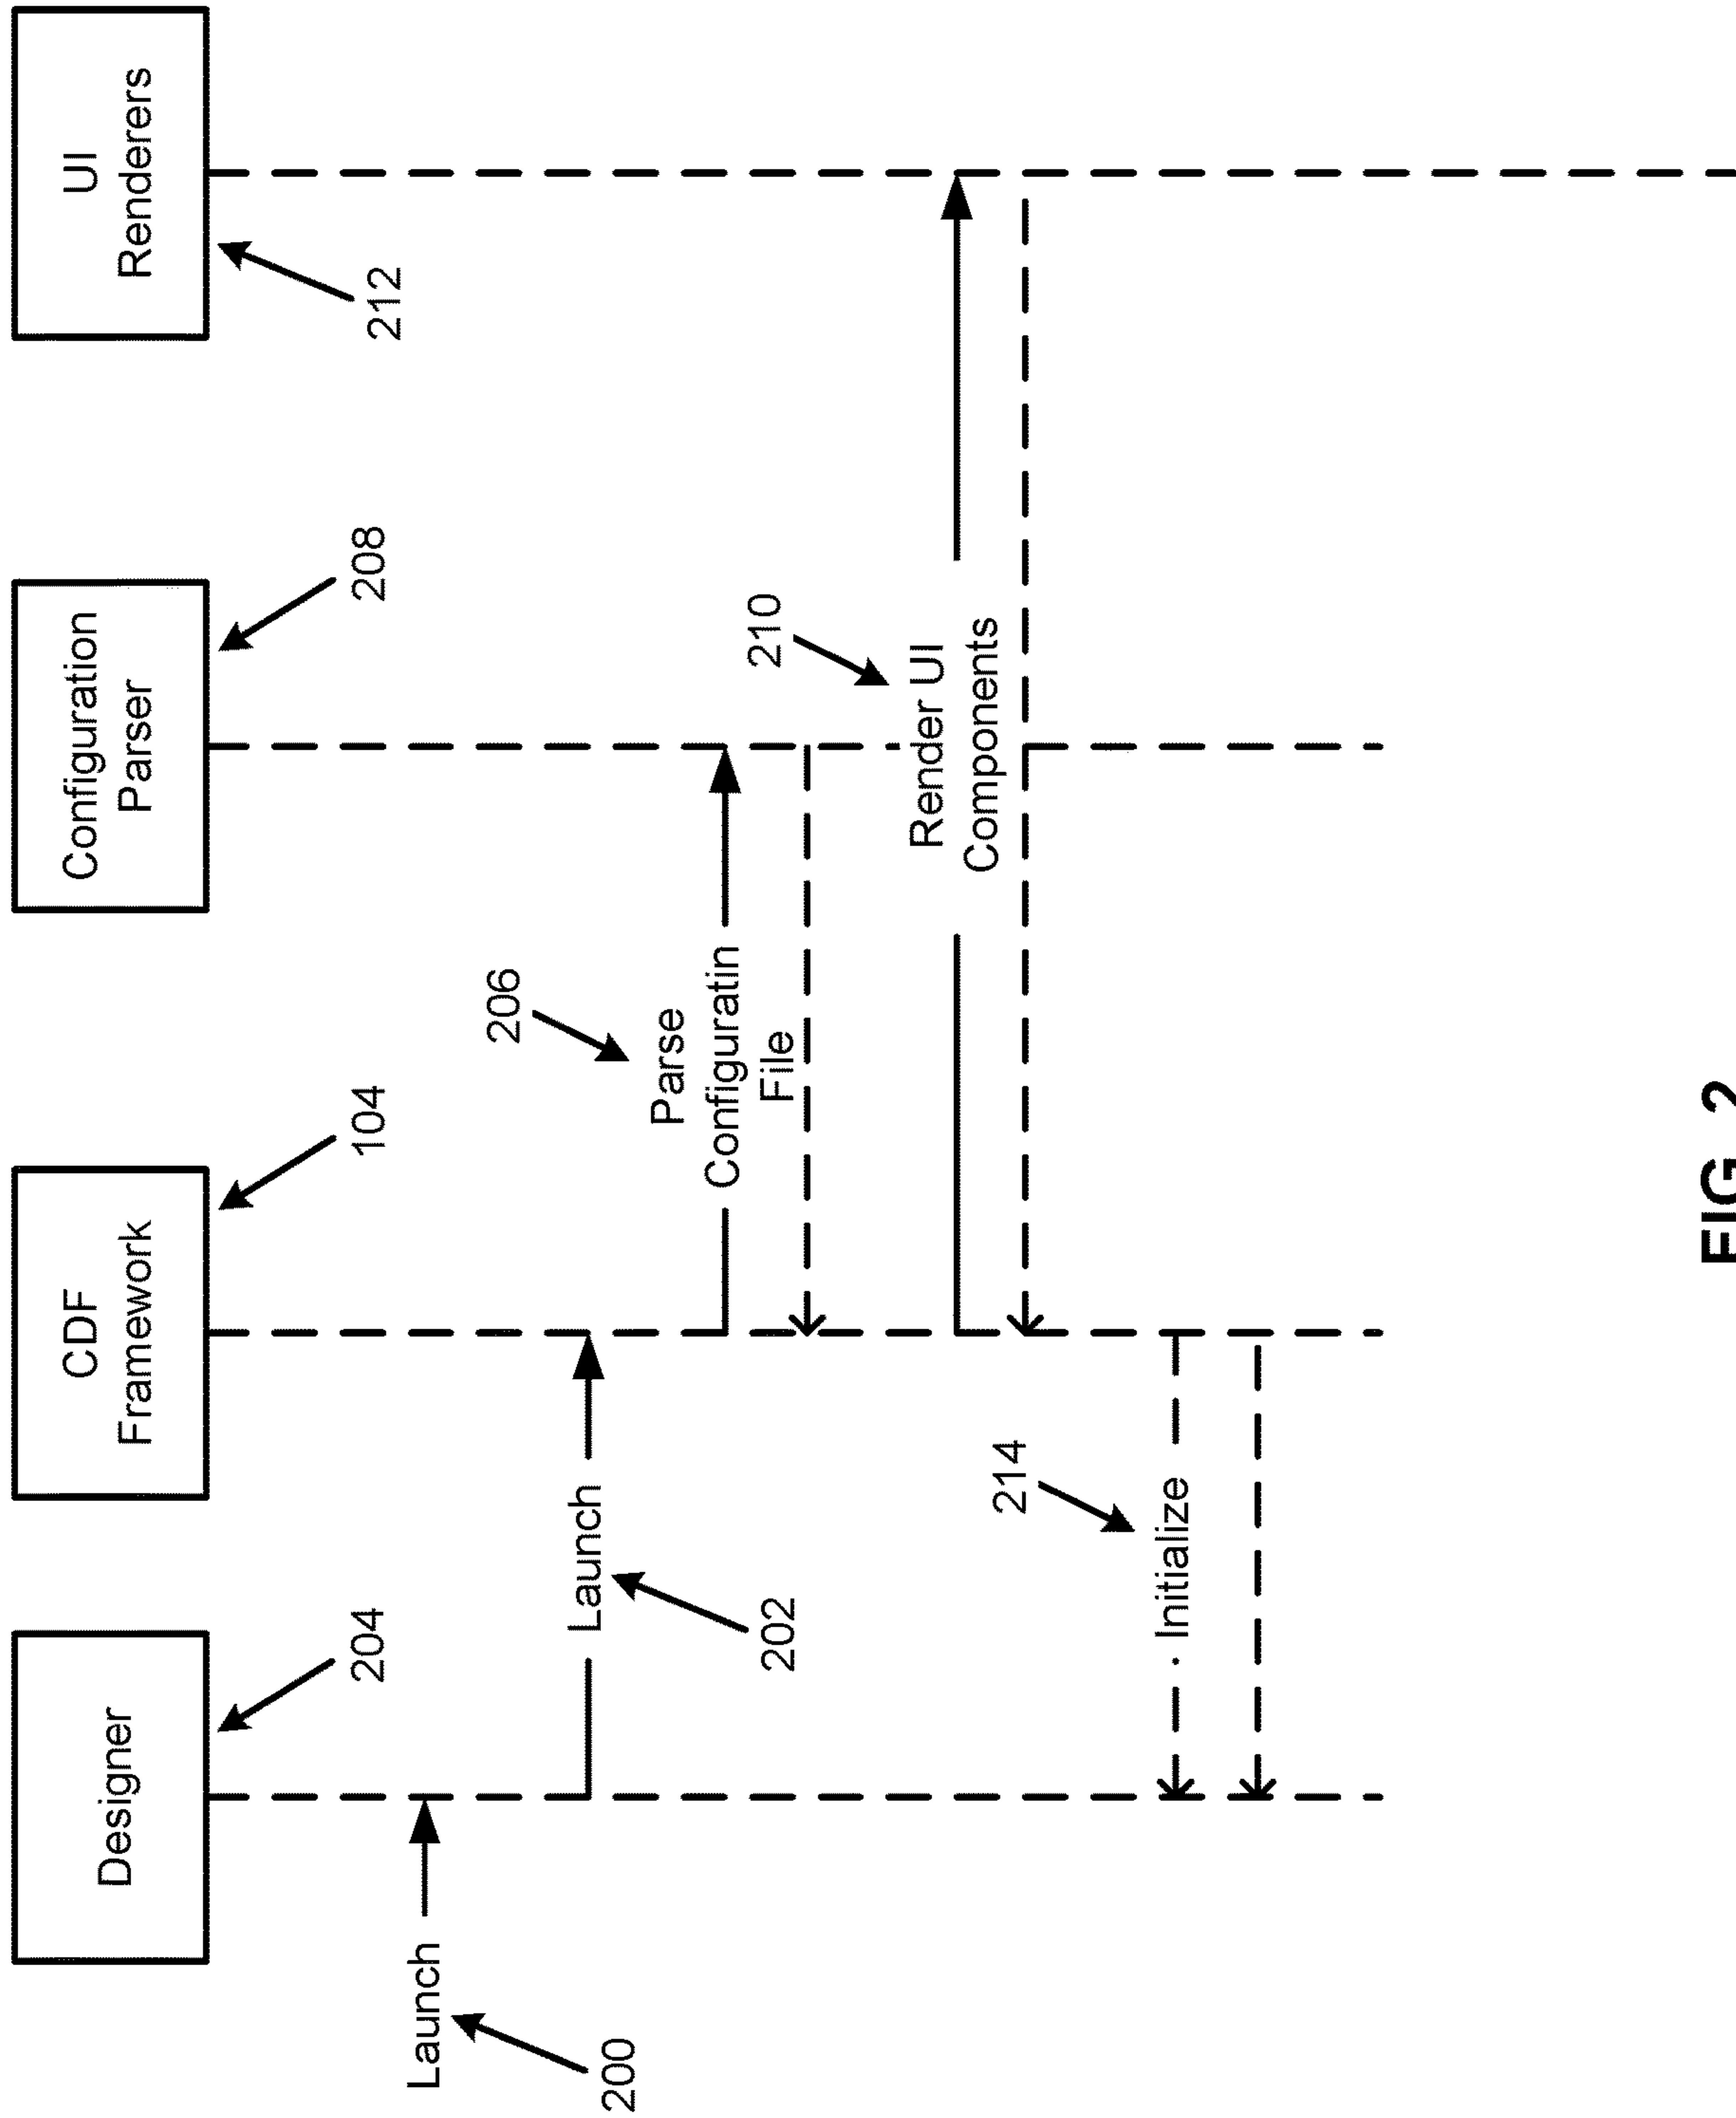 Designer
204
CDF
Framework
104
Configuration
Parser
208
UI
Renderers
212
Launch
200
Launch
202
206
Parse
Configuratin
File
210
Render UI
Components
214
Initialize
FIG. 2